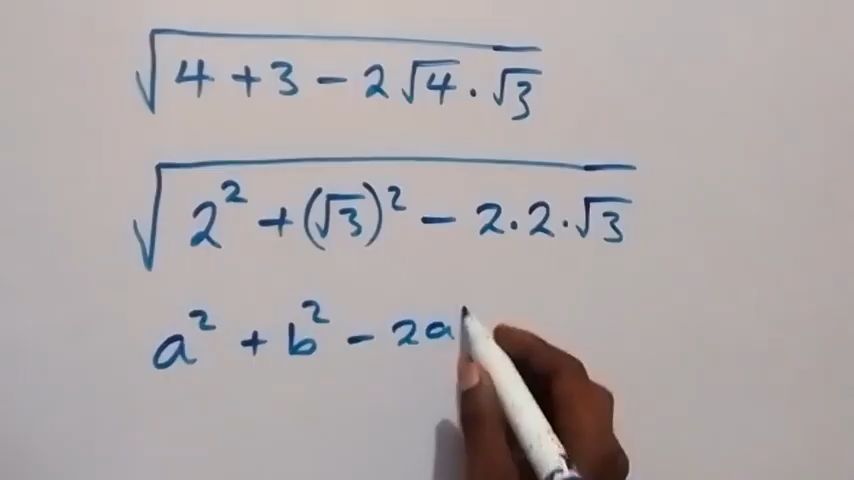 √(4 + 3 - 2√4 · √3)
√(2² + (√3)² - 2 · 2 · √3)
a² + b² - 2a